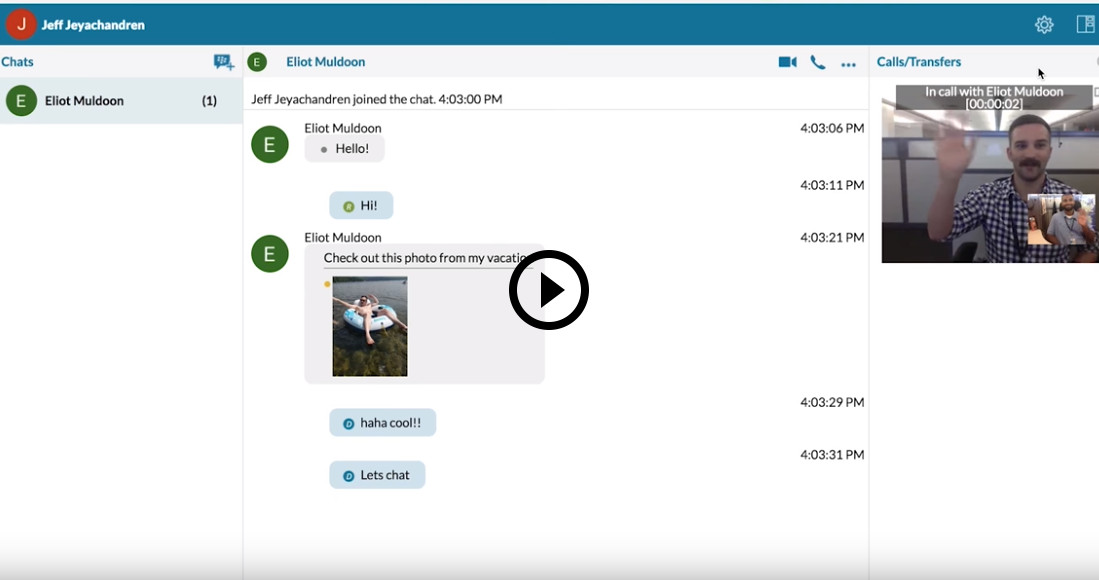 J Jeff Jeyachandren
Chats
E Eliot Muldoon (1)
E Eliot Muldoon
Jeff Jeyachandren joined the chat. 4:03:00 PM
Eliot Muldoon 4:03:06 PM
E
Hello!
4:03:11 PM
R Hi!
Eliot Muldoon 4:03:21 PM
E
Check out this photo from my vacatio
4:03:29 PM
D haha cool!!
4:03:31 PM
D Lets chat
Calls/Transfers
In call with Eliot Muldoon
[00:00:02]